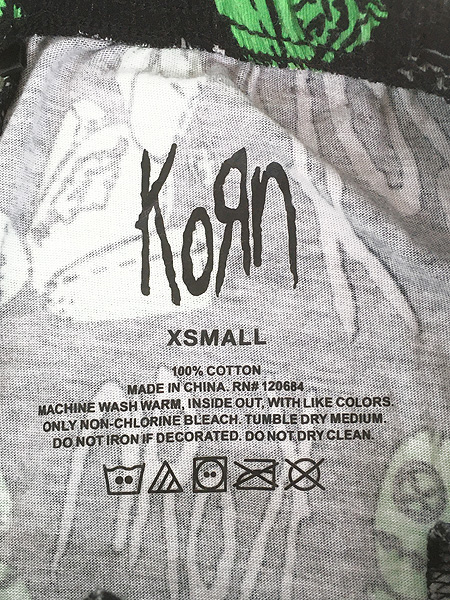 KoЯn
XSMALL
100% COTTON
MADE IN CHINA. RN# 120684
MACHINE WASH WARM, INSIDE OUT, WITH LIKE COLORS.
ONLY NON-CHLORINE BLEACH. TUMBLE DRY MEDIUM.
DO NOT IRON IF DECORATED. DO NOT DRY CLEAN.